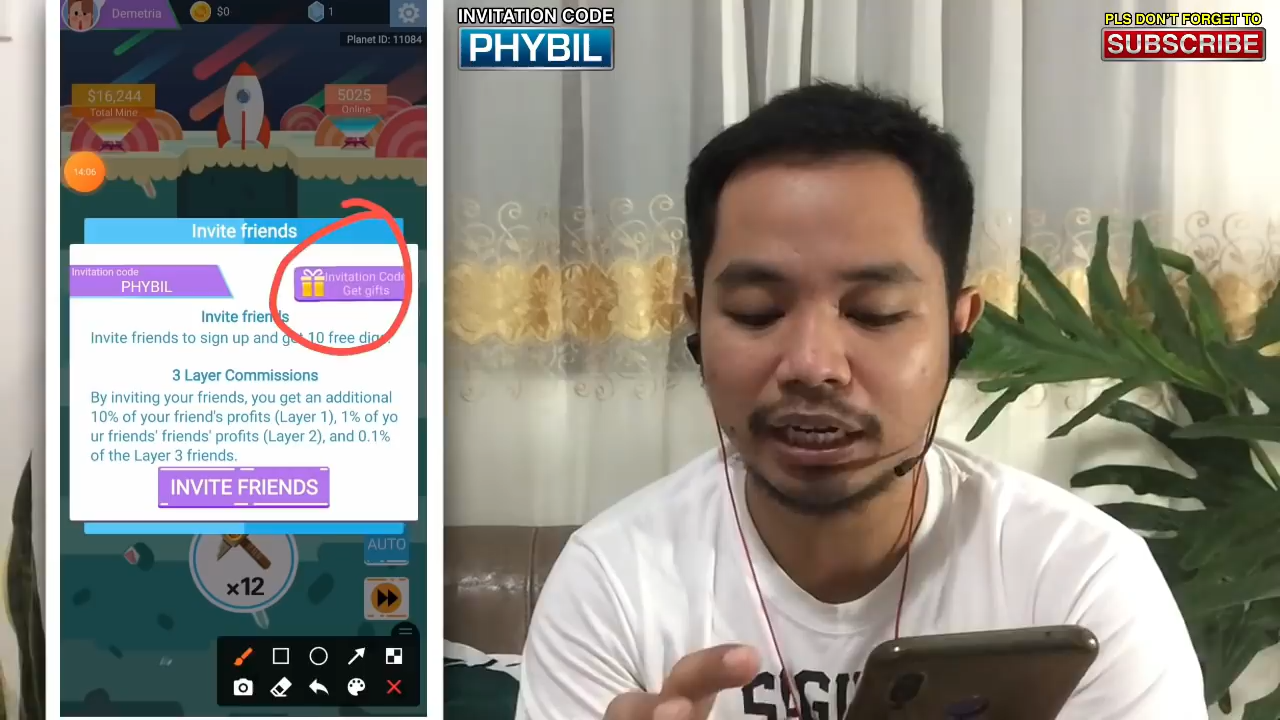 Demetria
$0
1
Planet ID: 11084
$16,244
Total Mine
5025
Online
14:06
Invite friends
Invitation code
PHYBIL
Invitation Code
Get gifts
Invite friends
Invite friends to sign up and get 10 free digs.
3 Layer Commissions
By inviting your friends, you get an additional
10% of your friend's profits (Layer 1), 1% of yo
ur friends' friends' profits (Layer 2), and 0.1%
of the Layer 3 friends.
INVITE FRIENDS
AUTO
×12
INVITATION CODE
PHYBIL
PLS DON'T FORGET TO
SUBSCRIBE